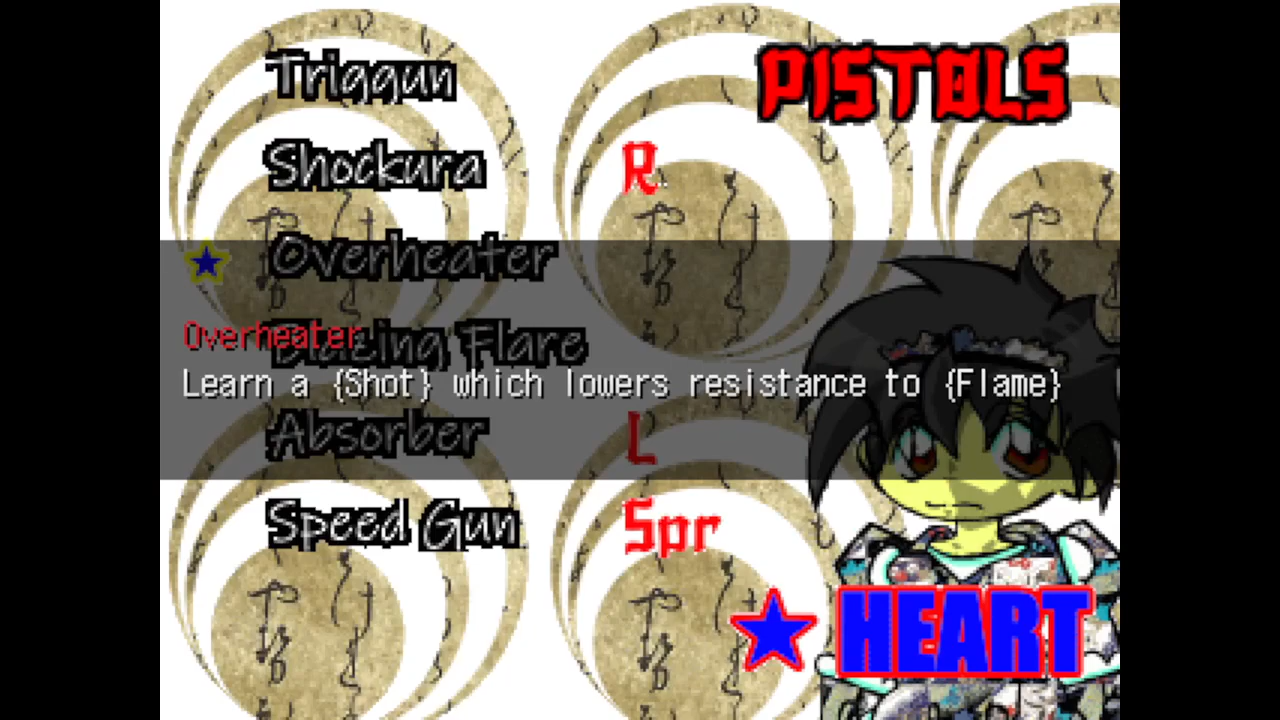 Triggun
PISTOLS
Shockura R
Overheater
Overheater
Blazing Flare
Learn a {Shot} which lowers resistance to {Flame}
Absorber L
Speed Gun Spr
HEART